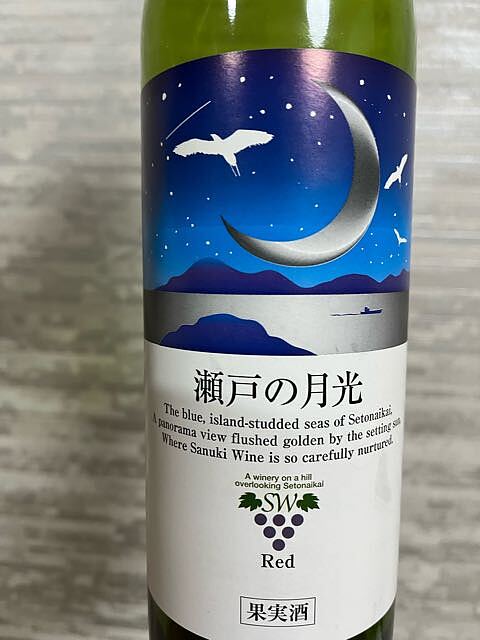 瀬戸の月光
The blue, island-studded seas of Setonaikai,
A panorama view flushed golden by the setting sun,
Where Sanuki Wine is so carefully nurtured.
A winery on a hill
overlooking Setonaikai
SW
Red
果実酒